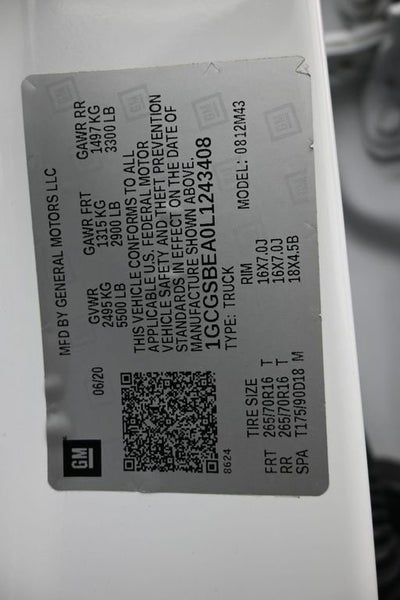 MFD BY GENERAL MOTORS LLC
GM
06/20
GVWR GAWR FRT GAWR RR
2495 KG 1315 KG 1497 KG
5500 LB 2900 LB 3300 LB
THIS VEHICLE CONFORMS TO ALL
APPLICABLE U.S. FEDERAL MOTOR
VEHICLE SAFETY AND THEFT PREVENTION
STANDARDS IN EFFECT ON THE DATE OF
MANUFACTURE SHOWN ABOVE.
1GCGSBEA0L1243408
8624
TYPE: TRUCK MODEL: 0812M43
TIRE SIZE RIM
FRT 265/70R16 T 16X7.0J
RR 265/70R16 T 16X7.0J
SPA T175/90D18 M 18X4.5B